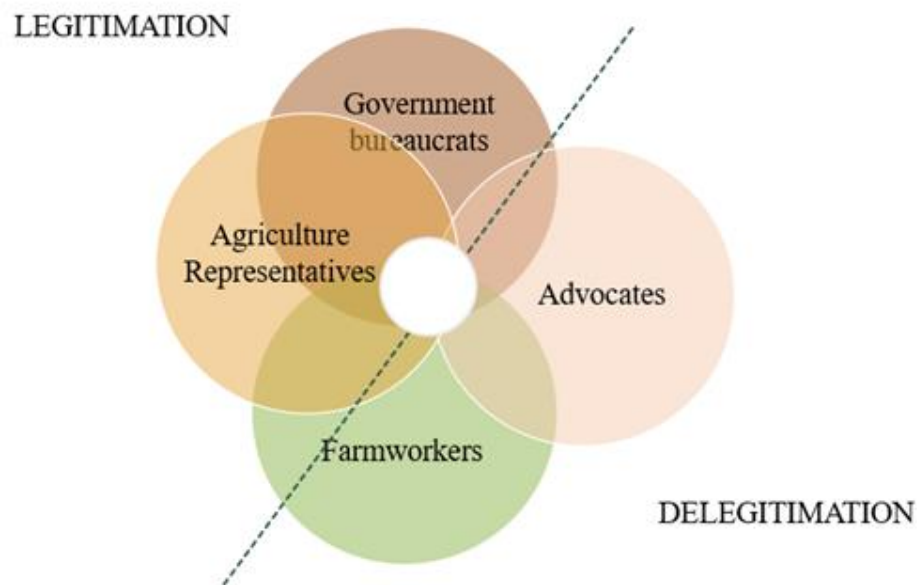 LEGITIMATION
Government
bureaucrats
Agriculture
Representatives
Advocates
Farmworkers
DELEGITIMATION